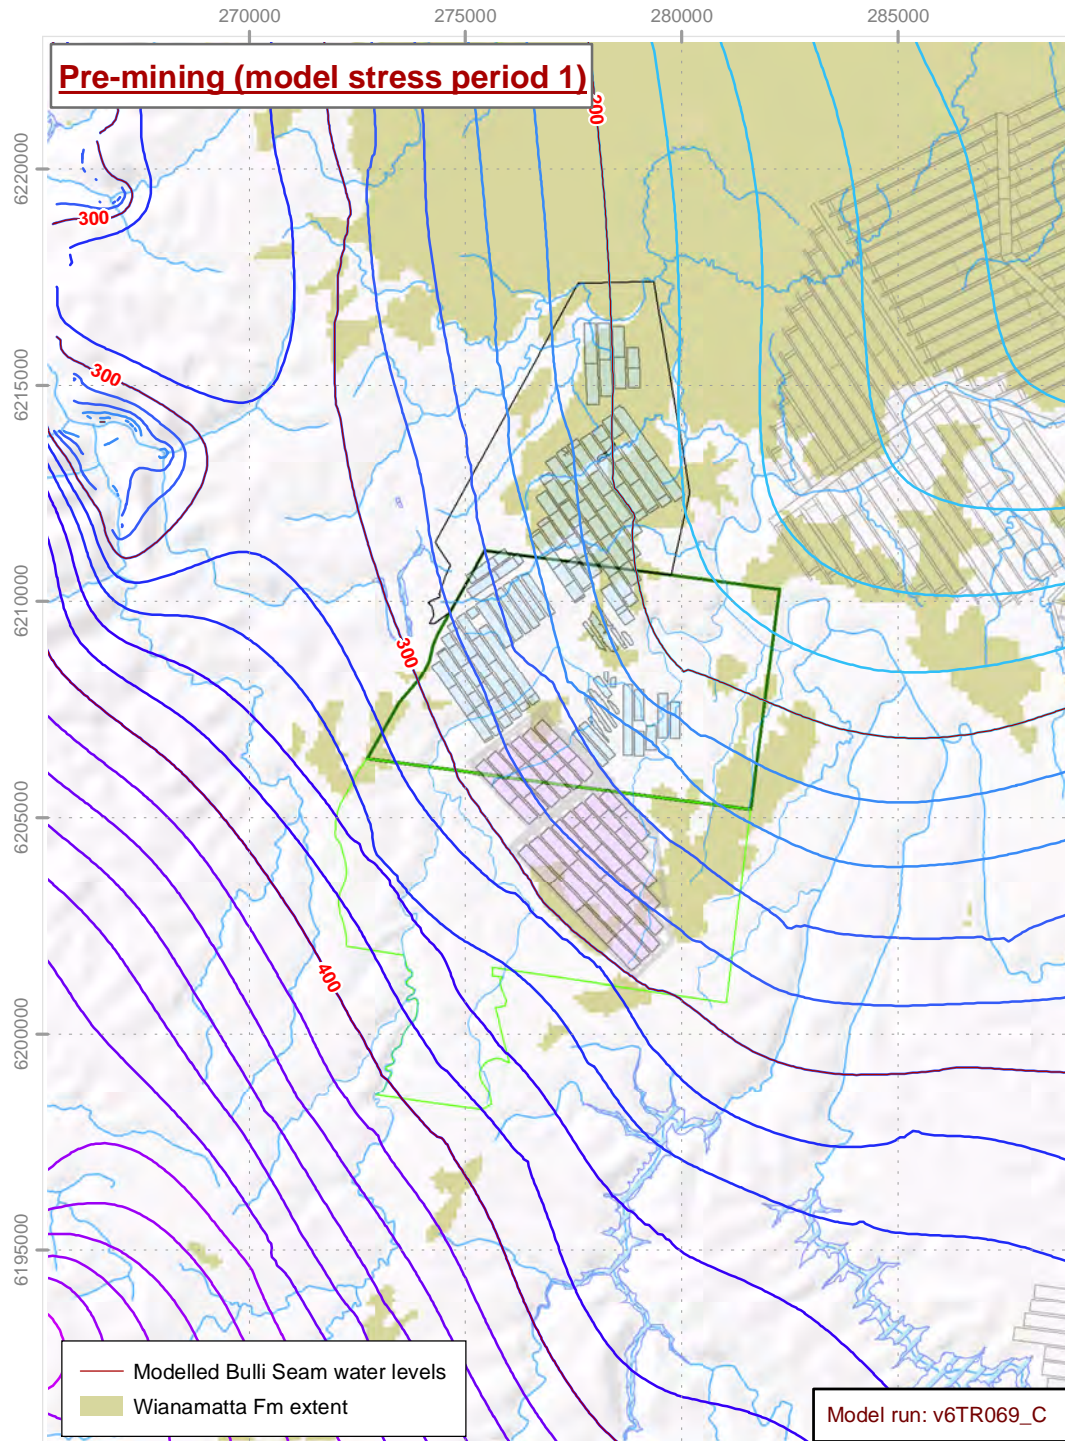 270000 275000 280000 285000
Pre-mining (model stress period 1)
200
6220000
300
6215000
300
6210000
300
6205000
400
6200000
6195000
Modelled Bulli Seam water levels
Wianamatta Fm extent
Model run: v6TR069_C